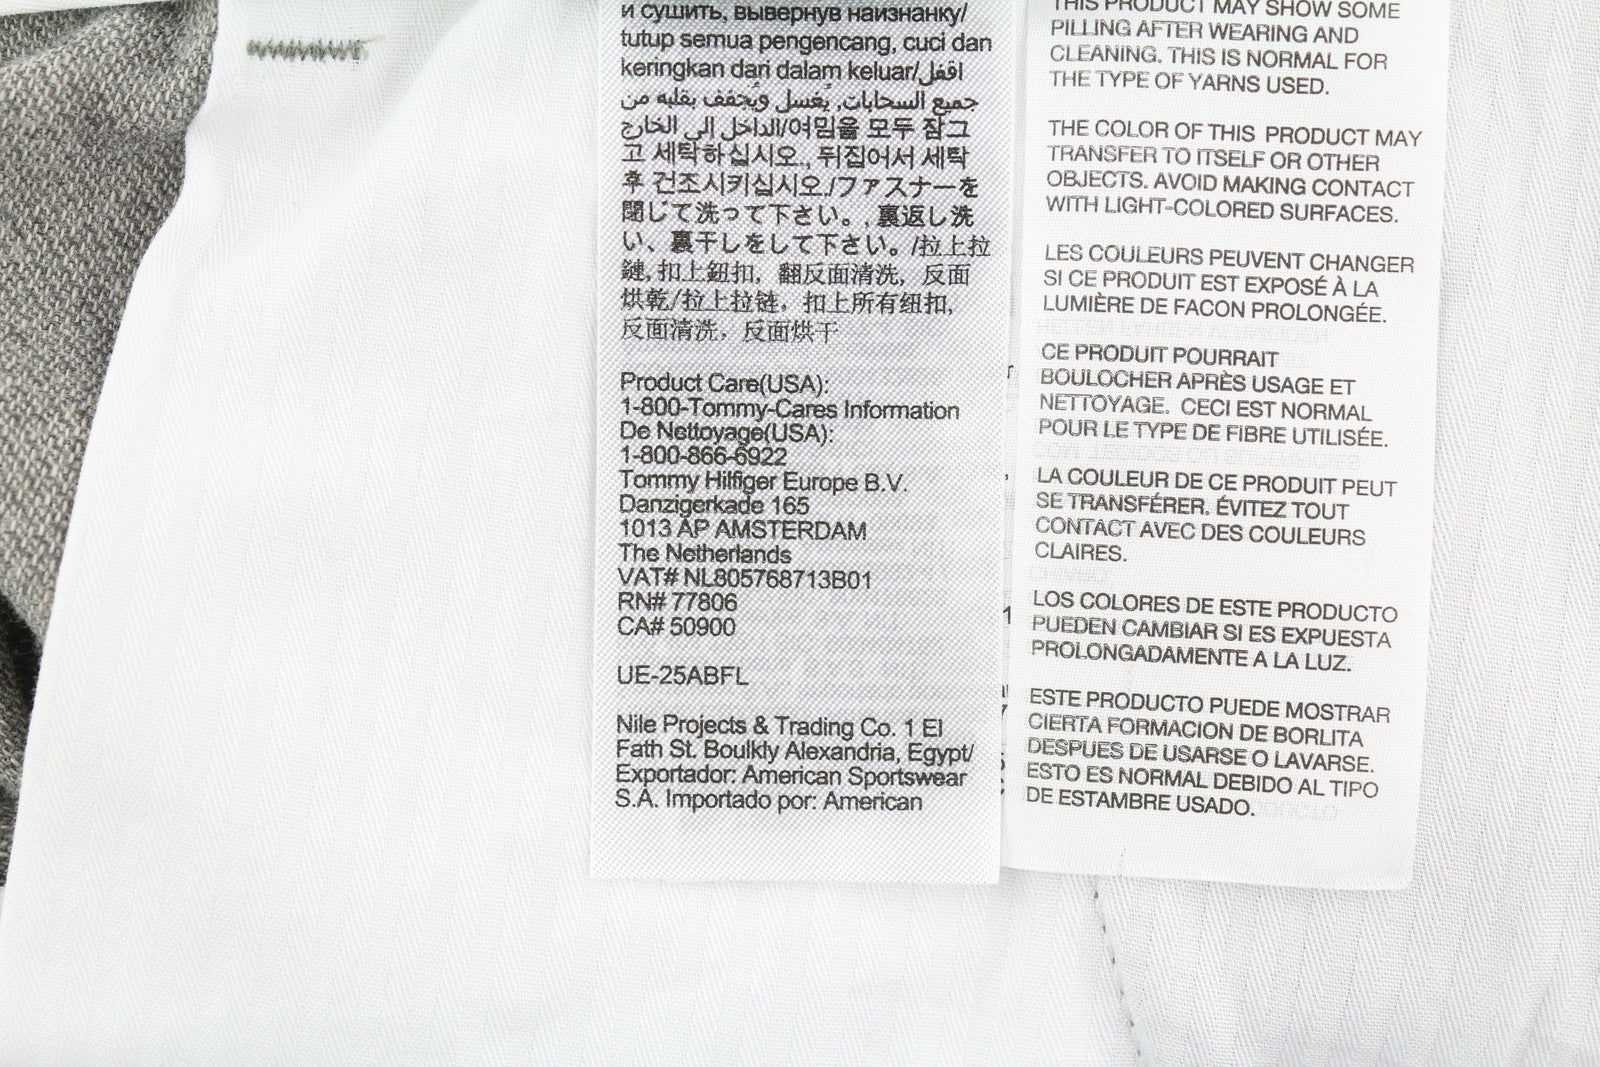 и сушить, вывернув наизнанку/
tutup semua pengencang, cuci dan
keringkan dari dalam keluar/اقفل
جميع السحابات, يُغسل ويُجفف بقلبه من
الداخل إلى الخارج/여밈을 모두 잠그
고 세탁하십시오., 뒤집어서 세탁
후 건조시키십시오./ファスナーを
閉じて洗って下さい。, 裏返し洗
い、裏干しをして下さい。/拉上拉
鏈, 扣上鈕扣, 翻反面清洗, 反面
烘乾/拉上拉链, 扣上所有纽扣,
反面清洗, 反面烘干
Product Care(USA):
1-800-Tommy-Cares Information
De Nettoyage(USA):
1-800-866-6922
Tommy Hilfiger Europe B.V.
Danzigerkade 165
1013 AP AMSTERDAM
The Netherlands
VAT# NL805768713B01
RN# 77806
CA# 50900
UE-25ABFL
Nile Projects & Trading Co. 1 El
Fath St. Boulkly Alexandria, Egypt/
Exportador: American Sportswear
S.A. Importado por: American
THIS PRODUCT MAY SHOW SOME
PILLING AFTER WEARING AND
CLEANING. THIS IS NORMAL FOR
THE TYPE OF YARNS USED.
THE COLOR OF THIS PRODUCT MAY
TRANSFER TO ITSELF OR OTHER
OBJECTS. AVOID MAKING CONTACT
WITH LIGHT-COLORED SURFACES.
LES COULEURS PEUVENT CHANGER
SI CE PRODUIT EST EXPOSÉ À LA
LUMIÈRE DE FACON PROLONGÉE.
CE PRODUIT POURRAIT
BOULOCHER APRÈS USAGE ET
NETTOYAGE. CECI EST NORMAL
POUR LE TYPE DE FIBRE UTILISÉE.
LA COULEUR DE CE PRODUIT PEUT
SE TRANSFÉRER. ÉVITEZ TOUT
CONTACT AVEC DES COULEURS
CLAIRES.
LOS COLORES DE ESTE PRODUCTO
PUEDEN CAMBIAR SI ES EXPUESTA
PROLONGADAMENTE A LA LUZ.
ESTE PRODUCTO PUEDE MOSTRAR
CIERTA FORMACION DE BORLITA
DESPUES DE USARSE O LAVARSE.
ESTO ES NORMAL DEBIDO AL TIPO
DE ESTAMBRE USADO.